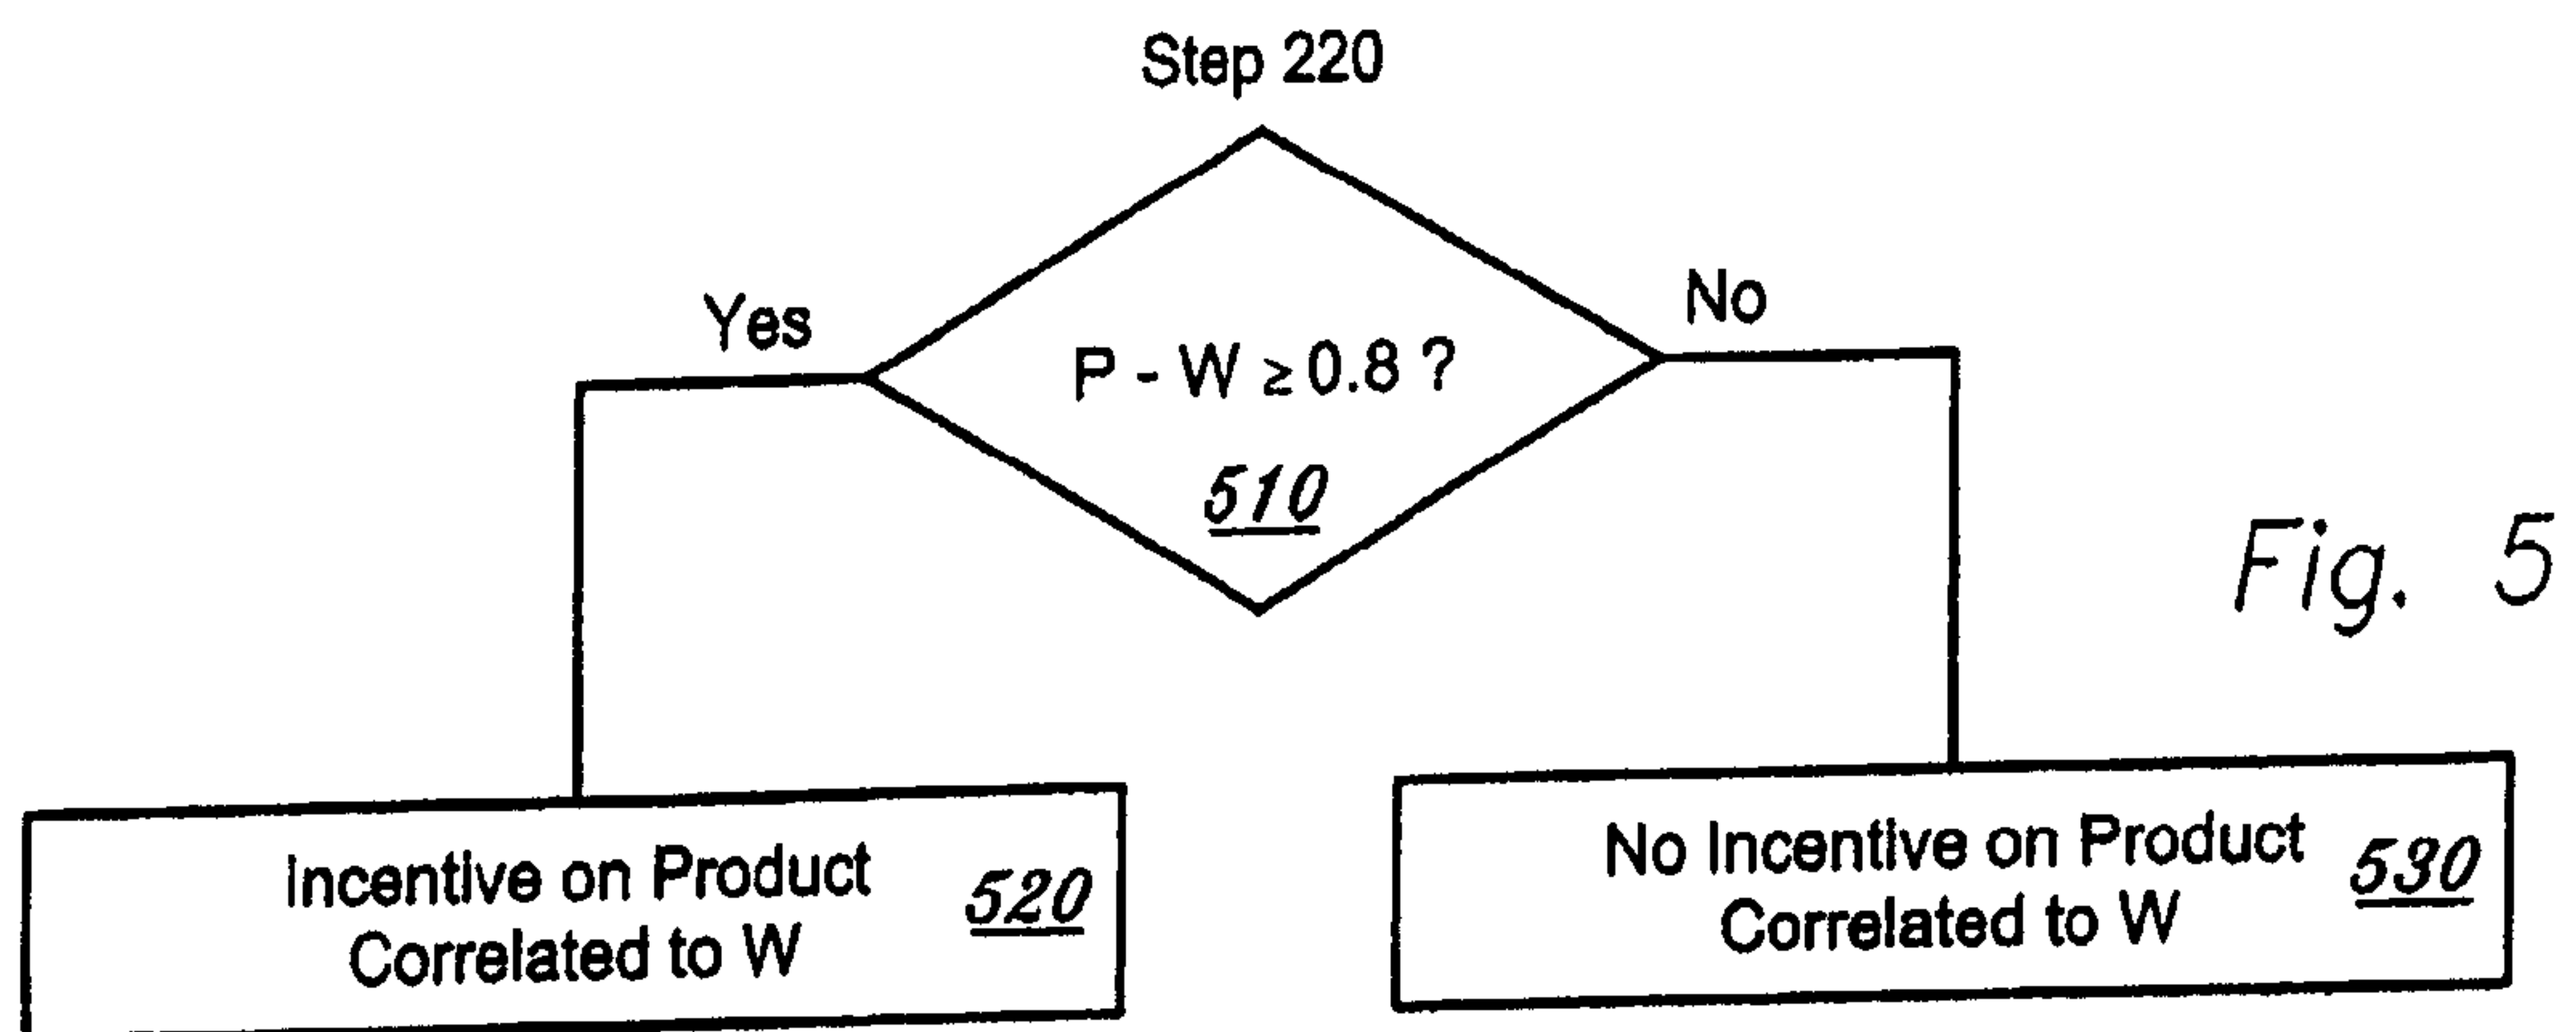 Step 220
Yes
No
P - W ≥ 0.8 ?
510
Fig. 5
Incentive on Product
Correlated to W
520
No Incentive on Product
Correlated to W
530